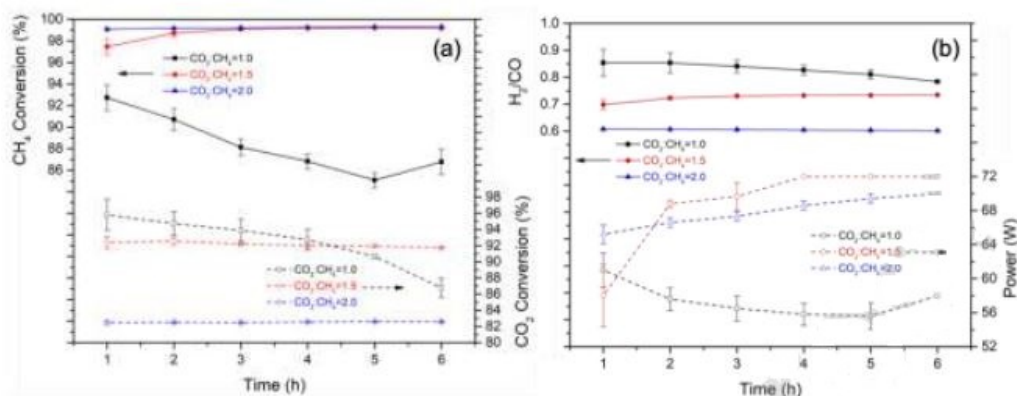 (a)
CH₄ Conversion (%)
100
98
96
94
92
90
88
86
CO₂ CH₄=1.0
CO₂ CH₄=1.5
CO₂ CH₄=2.0
CO₂ CH₄=1.0
CO₂ CH₄=1.5
CO₂ CH₄=2.0
98
96
94
92
90
88
86
84
82
80
CO₂ Conversion (%)
1 2 3 4 5 6
Time (h)
(b)
H₂/CO
1.0
0.9
0.8
0.7
0.6
CO₂ CH₄=1.0
CO₂ CH₄=1.5
CO₂ CH₄=2.0
CO₂ CH₄=1.0
CO₂ CH₄=1.5
CO₂ CH₄=2.0
72
68
64
60
56
52
Power (W)
1 2 3 4 5 6
Time (h)